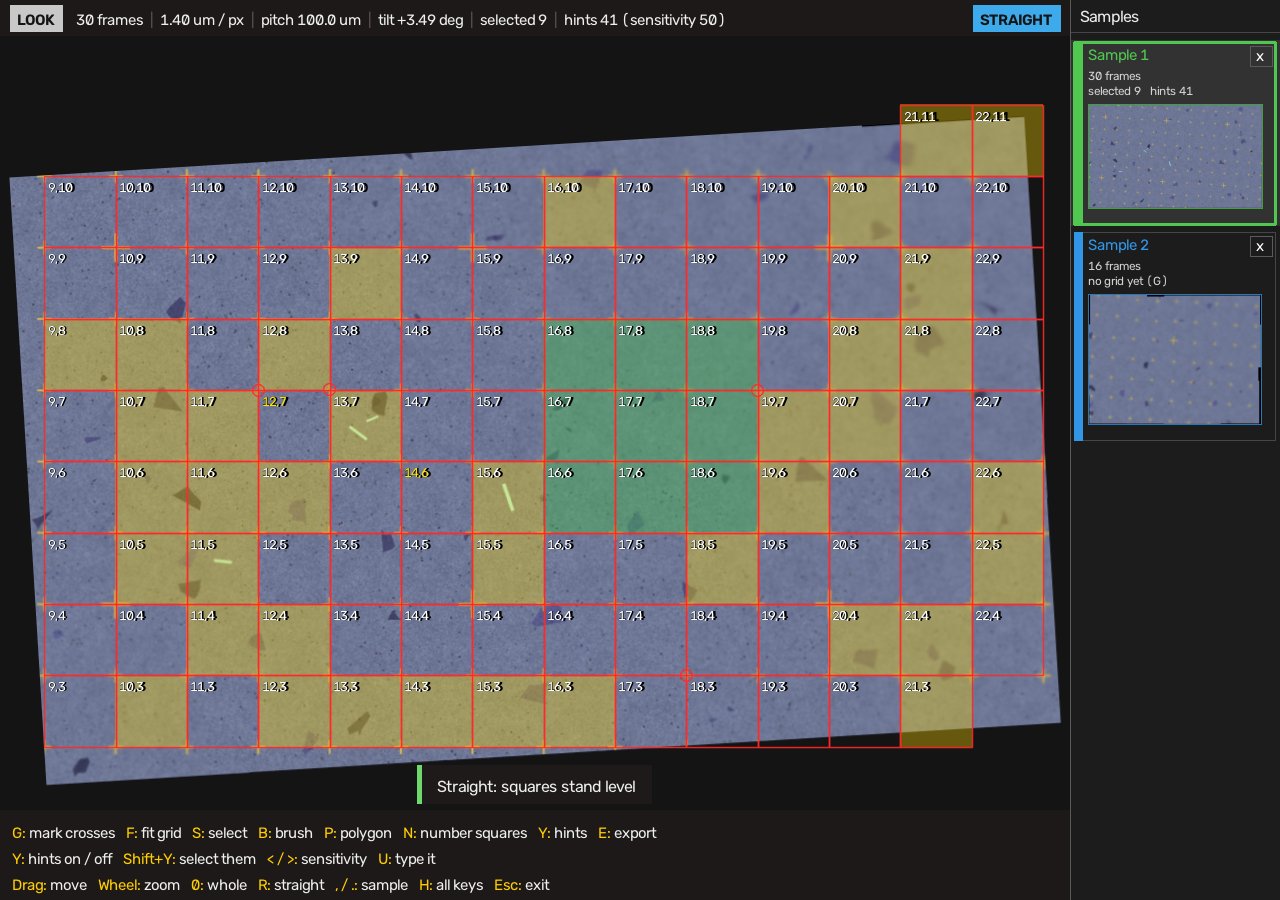 LOOK 30 frames | 1.40 um / px | pitch 100.0 um | tilt +3.49 deg | selected 9 | hints 41 (sensitivity 50) STRAIGHT
Samples
Sample 1 X
30 frames
selected 9 hints 41
Sample 2 X
16 frames
no grid yet (G)
21,11 22,11
9,10 10,10 11,10 12,10 13,10 14,10 15,10 16,10 17,10 18,10 19,10 20,10 21,10 22,10
9,9 10,9 11,9 12,9 13,9 14,9 15,9 16,9 17,9 18,9 19,9 20,9 21,9 22,9
9,8 10,8 11,8 12,8 13,8 14,8 15,8 16,8 17,8 18,8 19,8 20,8 21,8 22,8
9,7 10,7 11,7 12,7 13,7 14,7 15,7 16,7 17,7 18,7 19,7 20,7 21,7 22,7
9,6 10,6 11,6 12,6 13,6 14,6 15,6 16,6 17,6 18,6 19,6 20,6 21,6 22,6
9,5 10,5 11,5 12,5 13,5 14,5 15,5 16,5 17,5 18,5 19,5 20,5 21,5 22,5
9,4 10,4 11,4 12,4 13,4 14,4 15,4 16,4 17,4 18,4 19,4 20,4 21,4 22,4
9,3 10,3 11,3 12,3 13,3 14,3 15,3 16,3 17,3 18,3 19,3 20,3 21,3
Straight: squares stand level
G: mark crosses F: fit grid S: select B: brush P: polygon N: number squares Y: hints E: export
Y: hints on / off Shift+Y: select them < / >: sensitivity U: type it
Drag: move Wheel: zoom 0: whole R: straight , / .: sample H: all keys Esc: exit